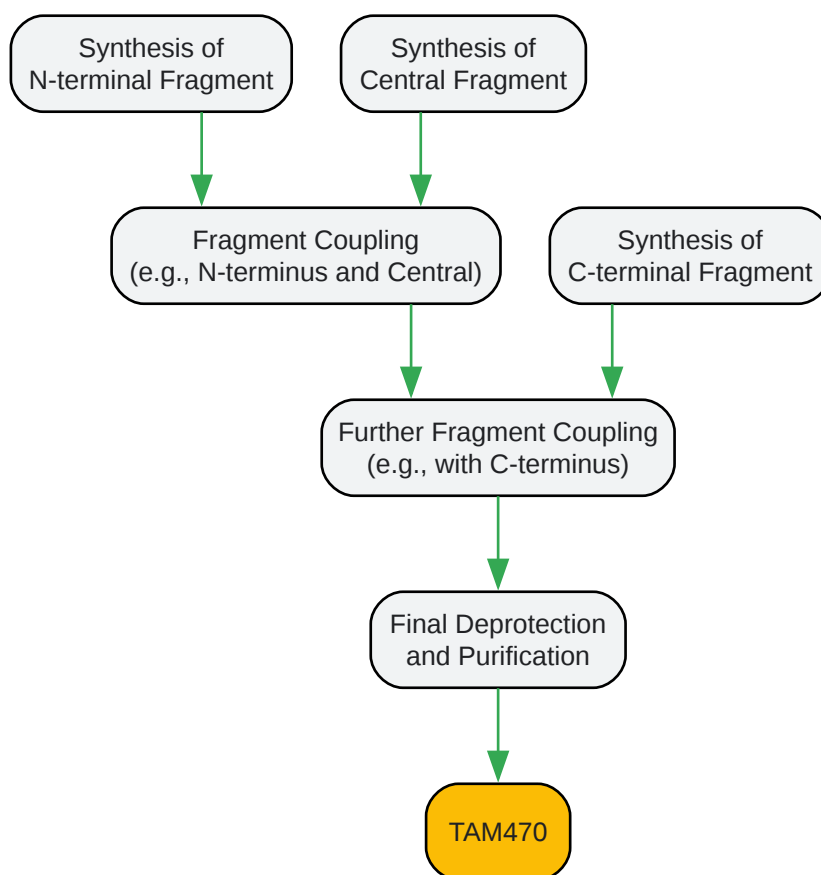 Synthesis of
N-terminal Fragment
Synthesis of
Central Fragment
Fragment Coupling
(e.g., N-terminus and Central)
Synthesis of
C-terminal Fragment
Further Fragment Coupling
(e.g., with C-terminus)
Final Deprotection
and Purification
TAM470